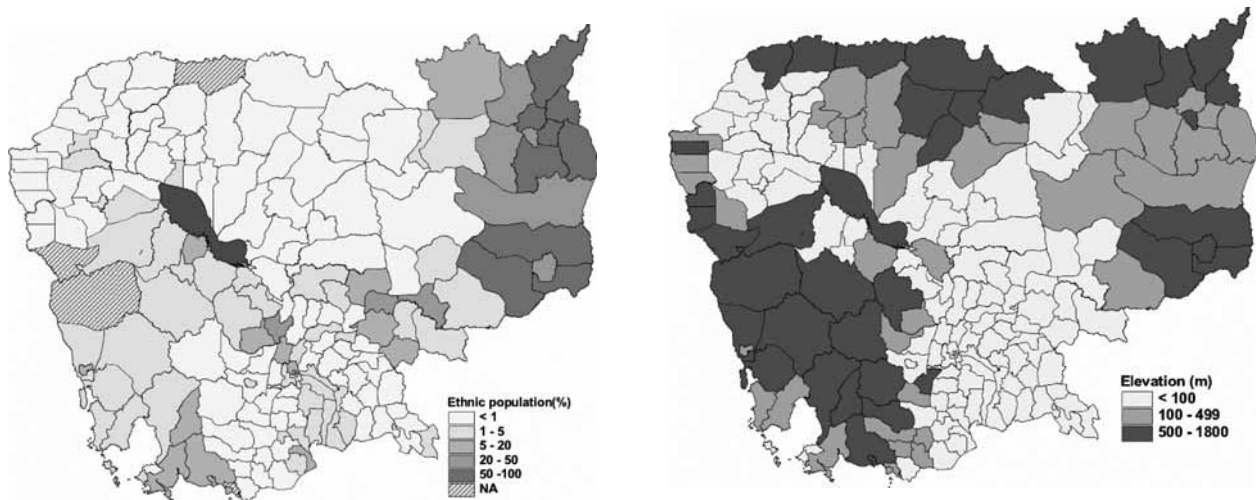 Ethnic population(%)
< 1
1 - 5
5 - 20
20 - 50
50 -100
NA
Elevation (m)
< 100
100 - 499
500 - 1800